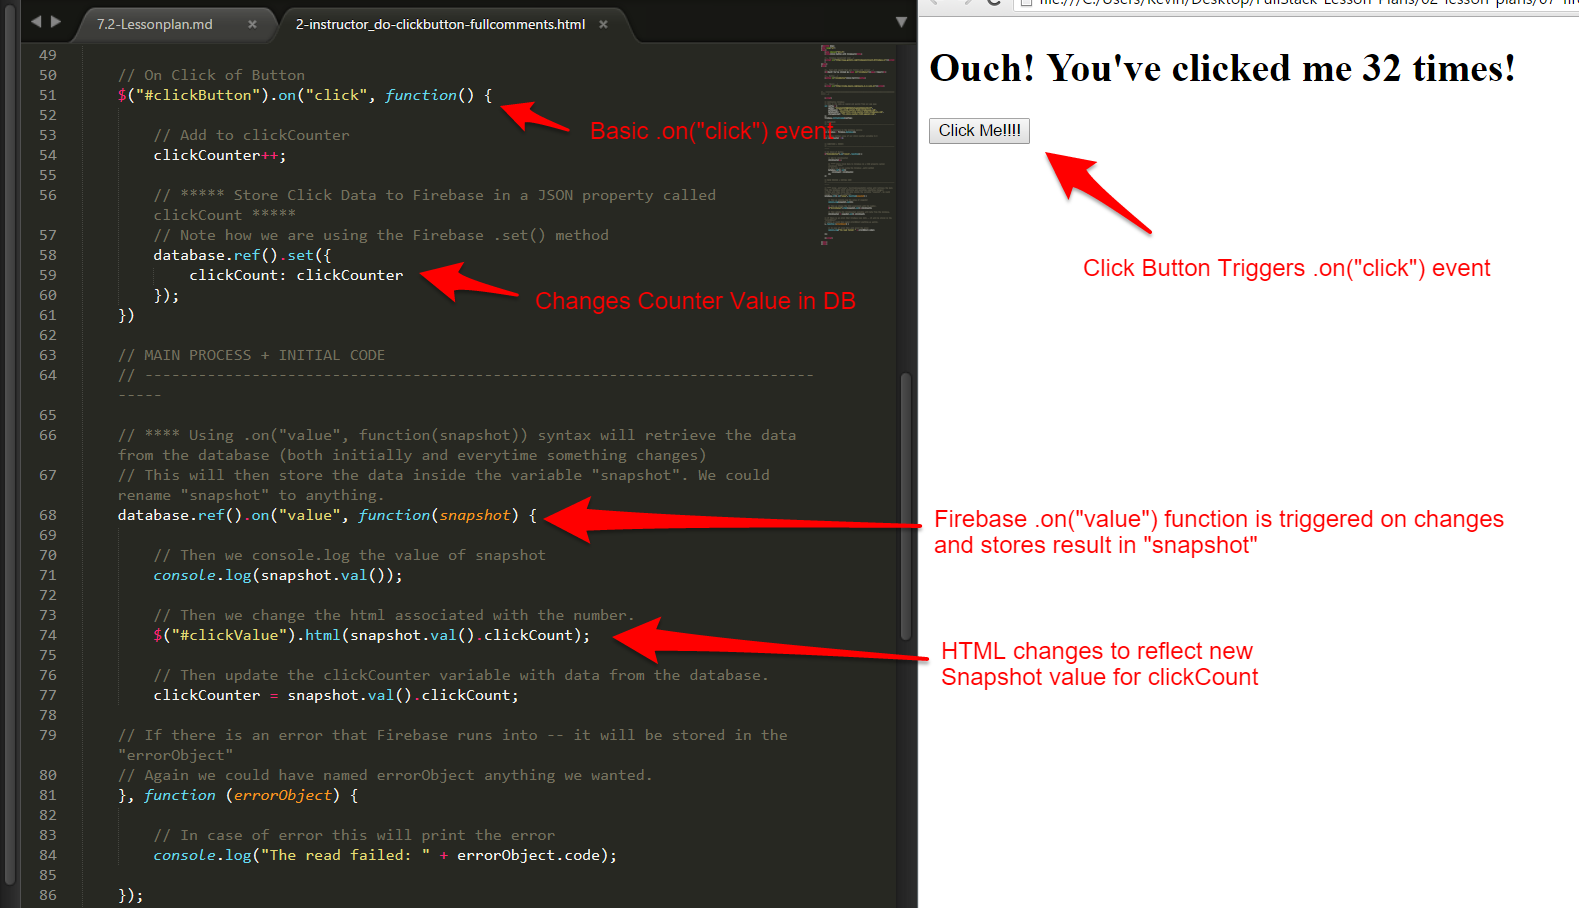 7.2-Lessonplan.md × 2-instructor_do-clickbutton-fullcomments.html ×
49
50 // On Click of Button
51 $("#clickButton").on("click", function() {
52
53 // Add to clickCounter
54 clickCounter++;
55
56 // ***** Store Click Data to Firebase in a JSON property called
clickCount *****
57 // Note how we are using the Firebase .set() method
58 database.ref().set({
59 clickCount: clickCounter
60 });
61 })
62
63 // MAIN PROCESS + INITIAL CODE
64 // ---------------------------------------------------------------------------
-----
65
66 // **** Using .on("value", function(snapshot)) syntax will retrieve the data
from the database (both initially and everytime something changes)
67 // This will then store the data inside the variable "snapshot". We could
rename "snapshot" to anything.
68 database.ref().on("value", function(snapshot) {
69
70 // Then we console.log the value of snapshot
71 console.log(snapshot.val());
72
73 // Then we change the html associated with the number.
74 $("#clickValue").html(snapshot.val().clickCount);
75
76 // Then update the clickCounter variable with data from the database.
77 clickCounter = snapshot.val().clickCount;
78
79 // If there is an error that Firebase runs into -- it will be stored in the
"errorObject"
80 // Again we could have named errorObject anything we wanted.
81 }, function (errorObject) {
82
83 // In case of error this will print the error
84 console.log("The read failed: " + errorObject.code);
85
86 });
Basic .on("click") event
Changes Counter Value in DB
Ouch! You've clicked me 32 times!
Click Me!!!!
Click Button Triggers .on("click") event
Firebase .on("value") function is triggered on changes
and stores result in "snapshot"
HTML changes to reflect new
Snapshot value for clickCount